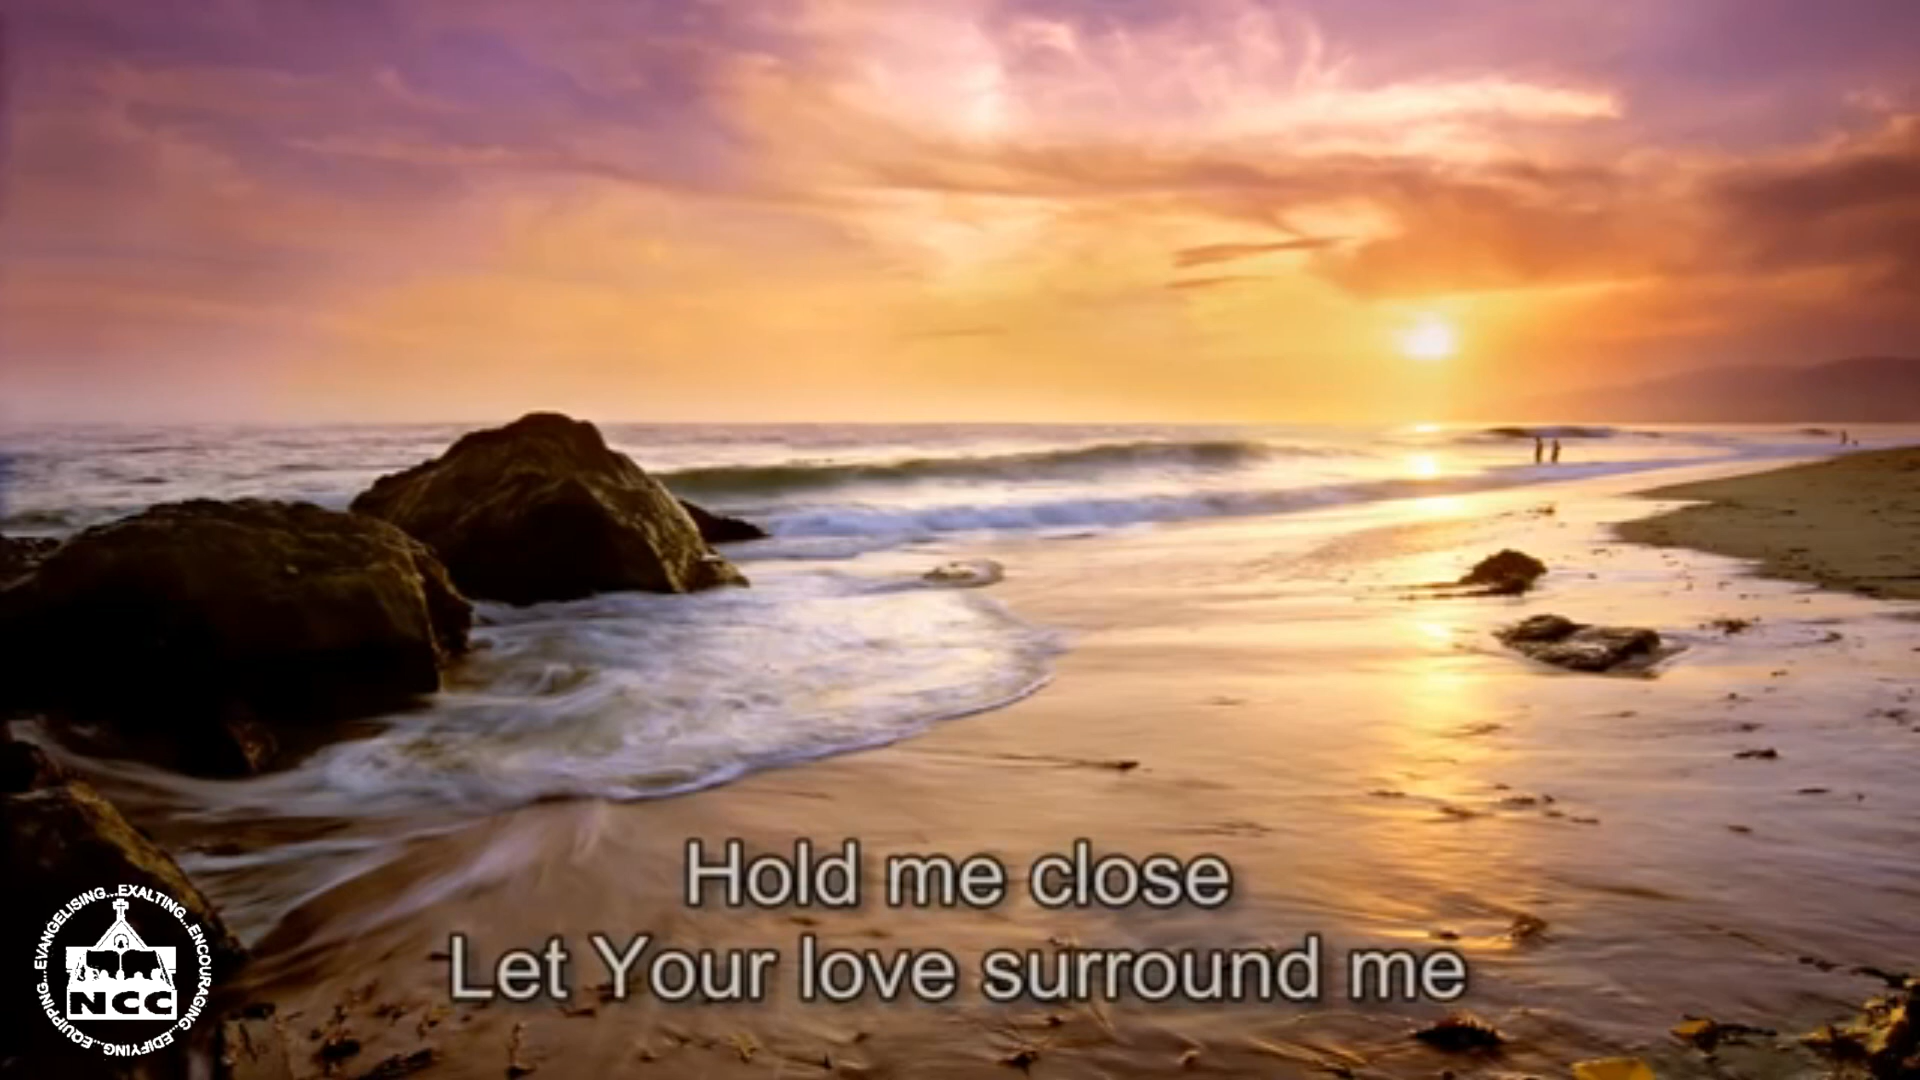 Hold me close
Let Your love surround me
EVANGELISING...EXALTING...ENCOURAGING...EDIFYING...EQUIPPING...
NCC